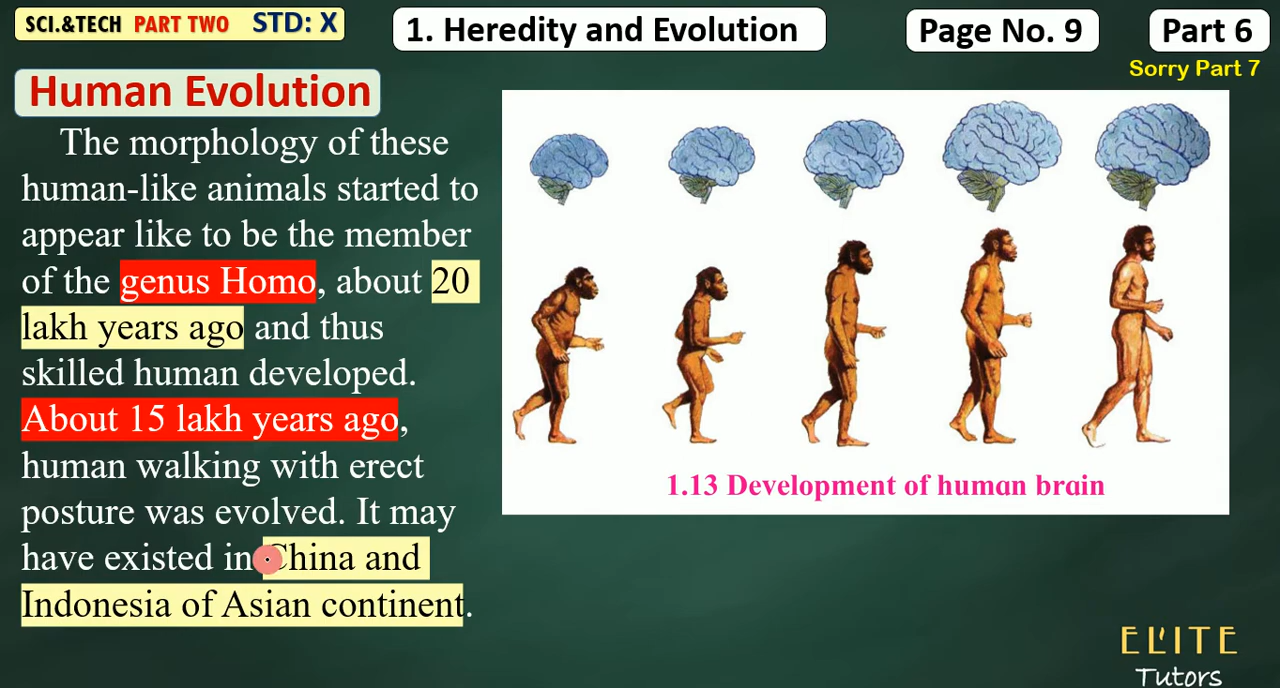 SCI.&TECH PART TWO STD: X
1. Heredity and Evolution
Page No. 9
Part 6
Sorry Part 7
Human Evolution
The morphology of these
human-like animals started to
appear like to be the member
of the genus Homo, about 20
lakh years ago and thus
skilled human developed.
About 15 lakh years ago,
human walking with erect
posture was evolved. It may
have existed in China and
Indonesia of Asian continent.
1.13 Development of human brain
ELITE
Tutors